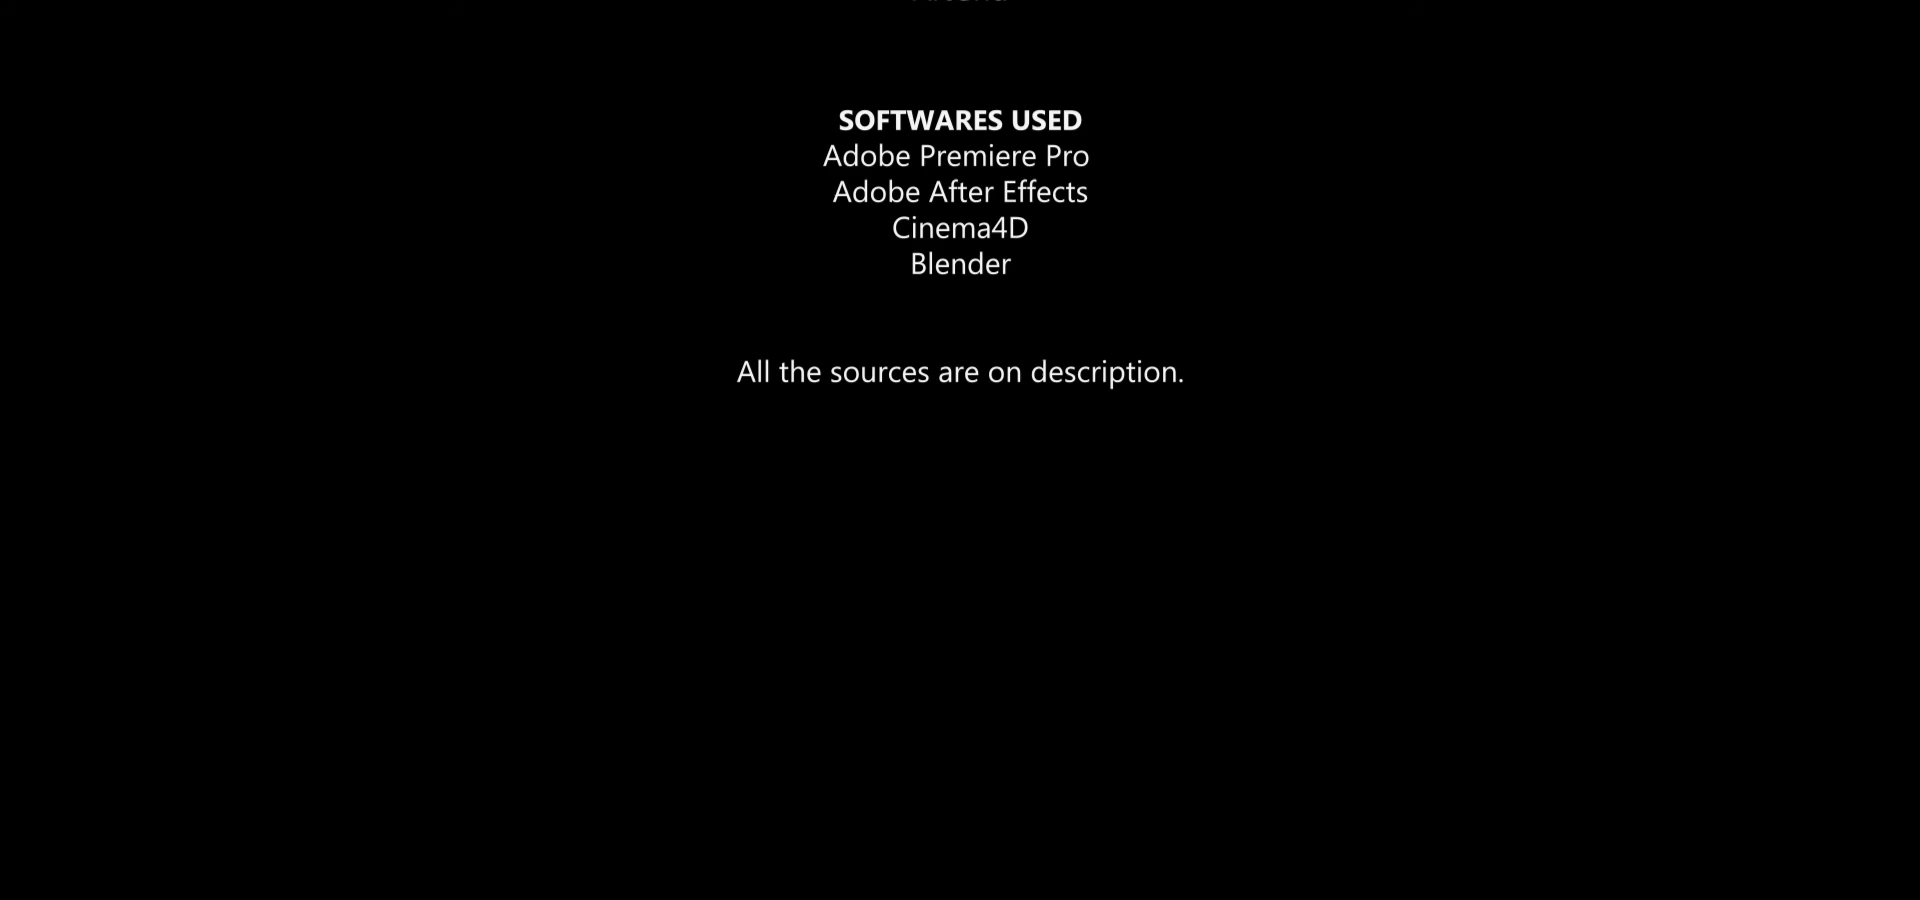 SOFTWARES USED
Adobe Premiere Pro
Adobe After Effects
Cinema4D
Blender
All the sources are on description.